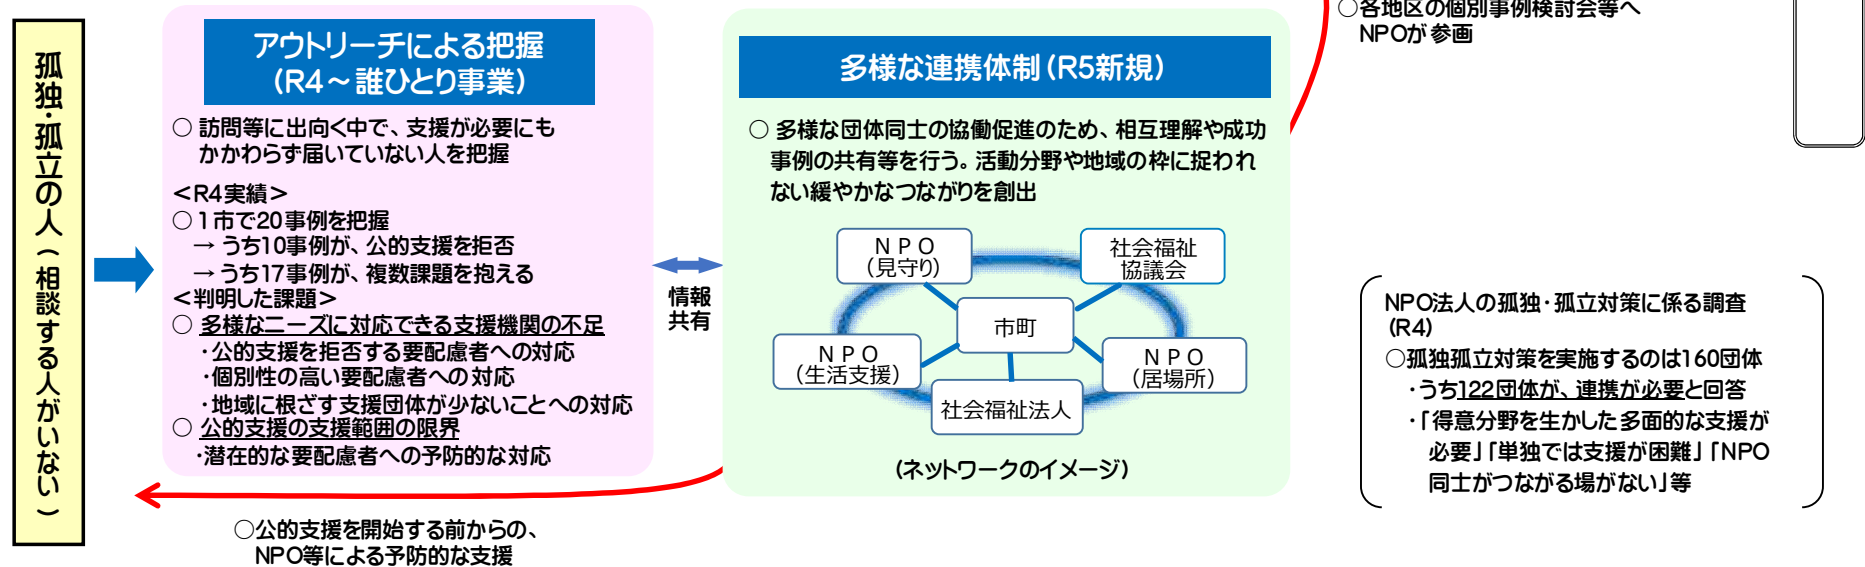 孤独・孤立の人（相談する人がいない）
アウトリーチによる把握
（R4～誰ひとり事業）
○ 訪問等に出向く中で、支援が必要にも
かかわらず届いていない人を把握
＜R4実績＞
○１市で20事例を把握
→ うち10事例が、公的支援を拒否
→ うち17事例が、複数課題を抱える
＜判明した課題＞
○ 多様なニーズに対応できる支援機関の不足
・公的支援を拒否する要配慮者への対応
・個別性の高い要配慮者への対応
・地域に根ざす支援団体が少ないことへの対応
○ 公的支援の支援範囲の限界
・潜在的な要配慮者への予防的な対応
○公的支援を開始する前からの、
NPO等による予防的な支援
情報
共有
多様な連携体制（R5新規）
○ 多様な団体同士の協働促進のため、相互理解や成功
事例の共有等を行う。活動分野や地域の枠に捉われ
ない緩やかなつながりを創出
ＮＰＯ
（見守り）
社会福祉
協議会
市町
ＮＰＯ
（生活支援）
ＮＰＯ
（居場所）
社会福祉法人
（ネットワークのイメージ）
○各地区の個別事例検討会等へ
NPOが参画
NPO法人の孤独・孤立対策に係る調査
（R4）
○孤独孤立対策を実施するのは160団体
・うち122団体が、連携が必要と回答
・「得意分野を生かした多面的な支援が
必要」「単独では支援が困難」「NPO
同士がつながる場がない」等